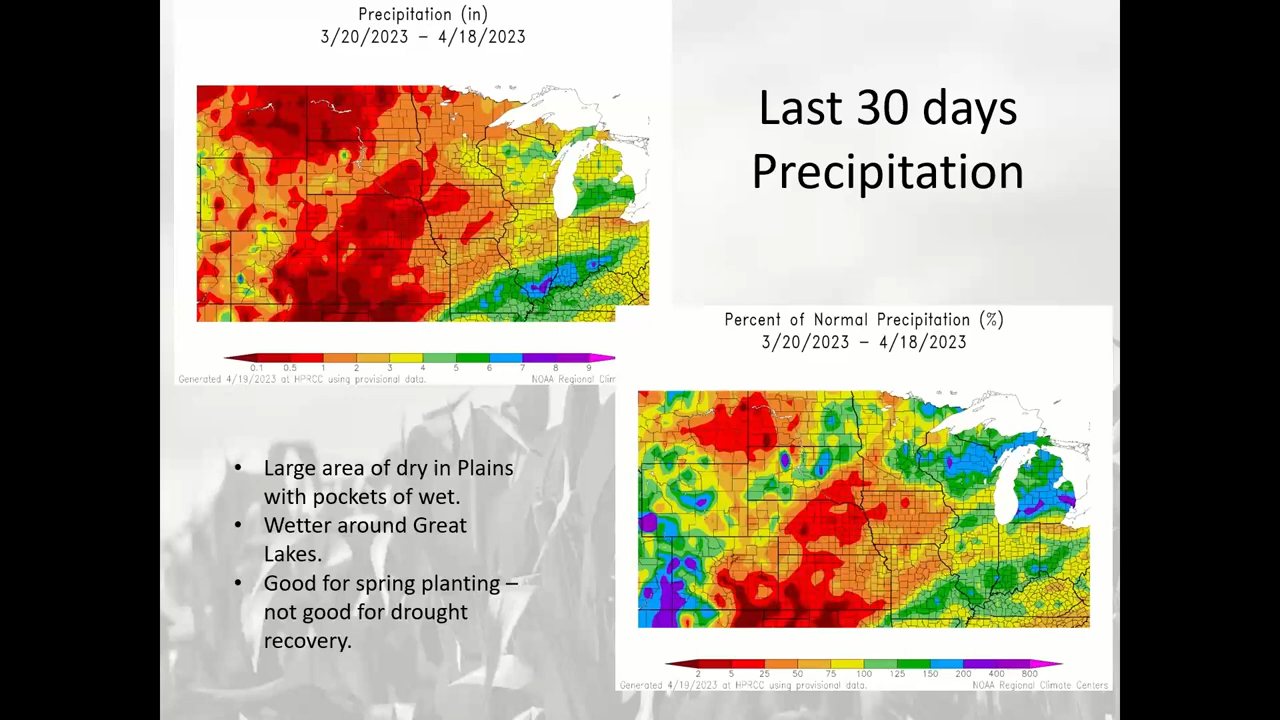 Precipitation (in)
3/20/2023 – 4/18/2023
0.1 0.5 1 2 3 4 5 6 7 8 9
Generated 4/19/2023 at HPRCC using provisional data. NOAA Regional Clim
Last 30 days
Precipitation
• Large area of dry in Plains
with pockets of wet.
• Wetter around Great
Lakes.
• Good for spring planting –
not good for drought
recovery.
Percent of Normal Precipitation (%)
3/20/2023 – 4/18/2023
2 5 25 50 75 100 125 150 200 400 800
Generated 4/19/2023 at HPRCC using provisional data. NOAA Regional Climate Centers